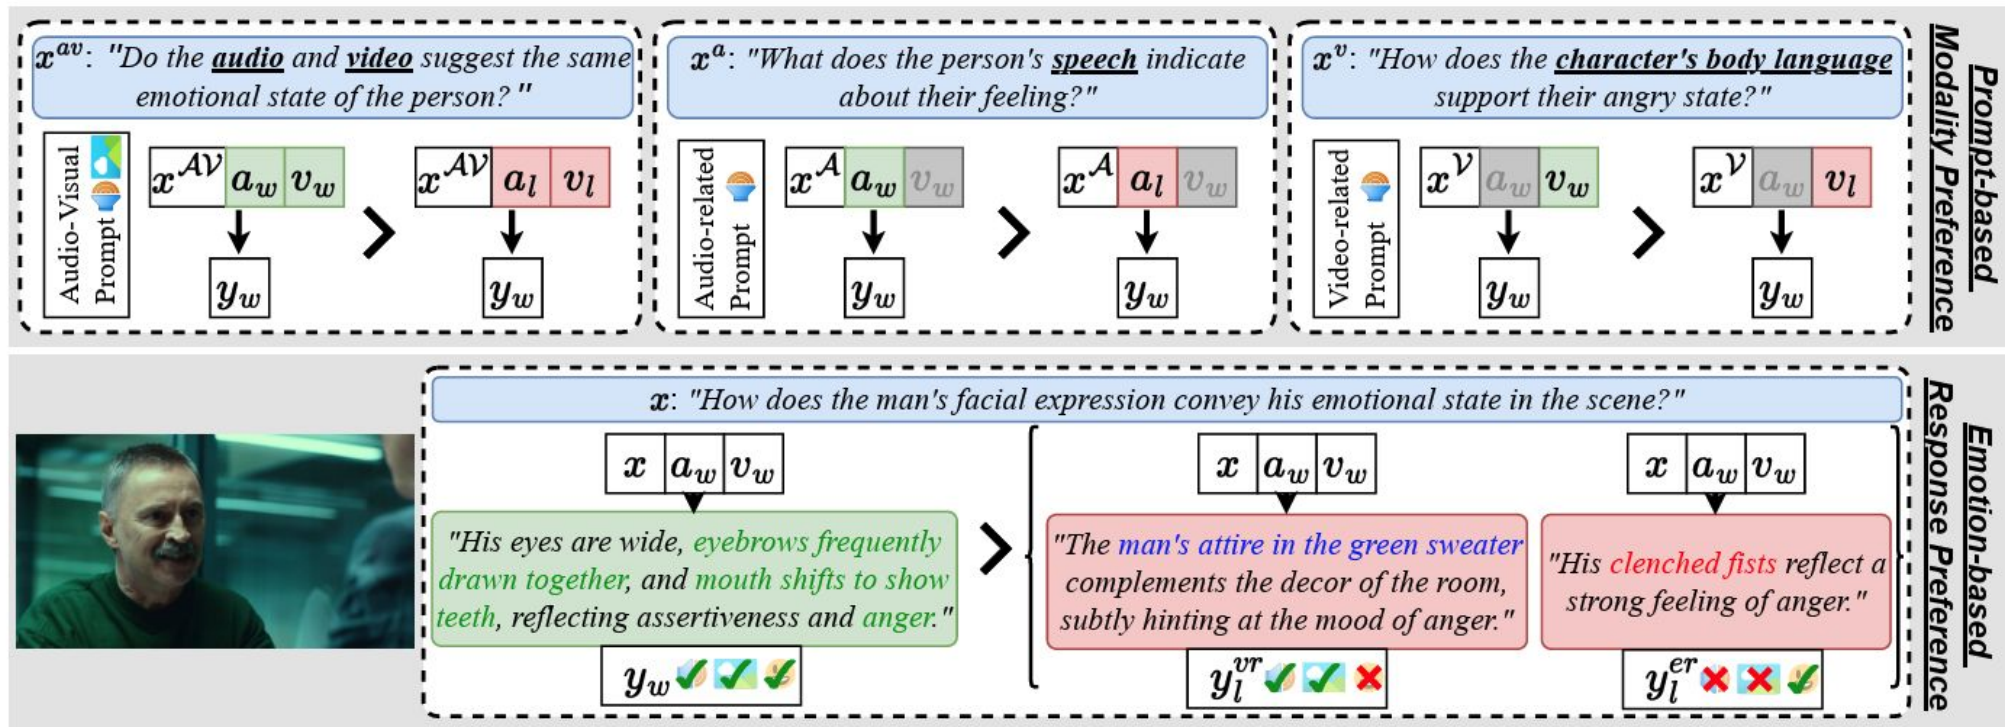 x^{av}: "Do the audio and video suggest the same
emotional state of the person?"
Audio-Visual
Prompt
x^{AV} a_w v_w
y_w
>
x^{AV} a_l v_l
y_w
x^a: "What does the person's speech indicate
about their feeling?"
Audio-related
Prompt
x^A a_w v_w
y_w
>
x^A a_l v_w
y_w
x^v: "How does the character's body language
support their angry state?"
Video-related
Prompt
x^V a_w v_w
y_w
>
x^V a_w v_l
y_w
Prompt-based
Modality Preference
x: "How does the man's facial expression convey his emotional state in the scene?"
x a_w v_w
"His eyes are wide, eyebrows frequently
drawn together, and mouth shifts to show
teeth, reflecting assertiveness and anger."
y_w
>
x a_w v_w
"The man's attire in the green sweater
complements the decor of the room,
subtly hinting at the mood of anger."
y_l^{vr}
x a_w v_w
"His clenched fists reflect a
strong feeling of anger."
y_l^{er}
Emotion-based
Response Preference